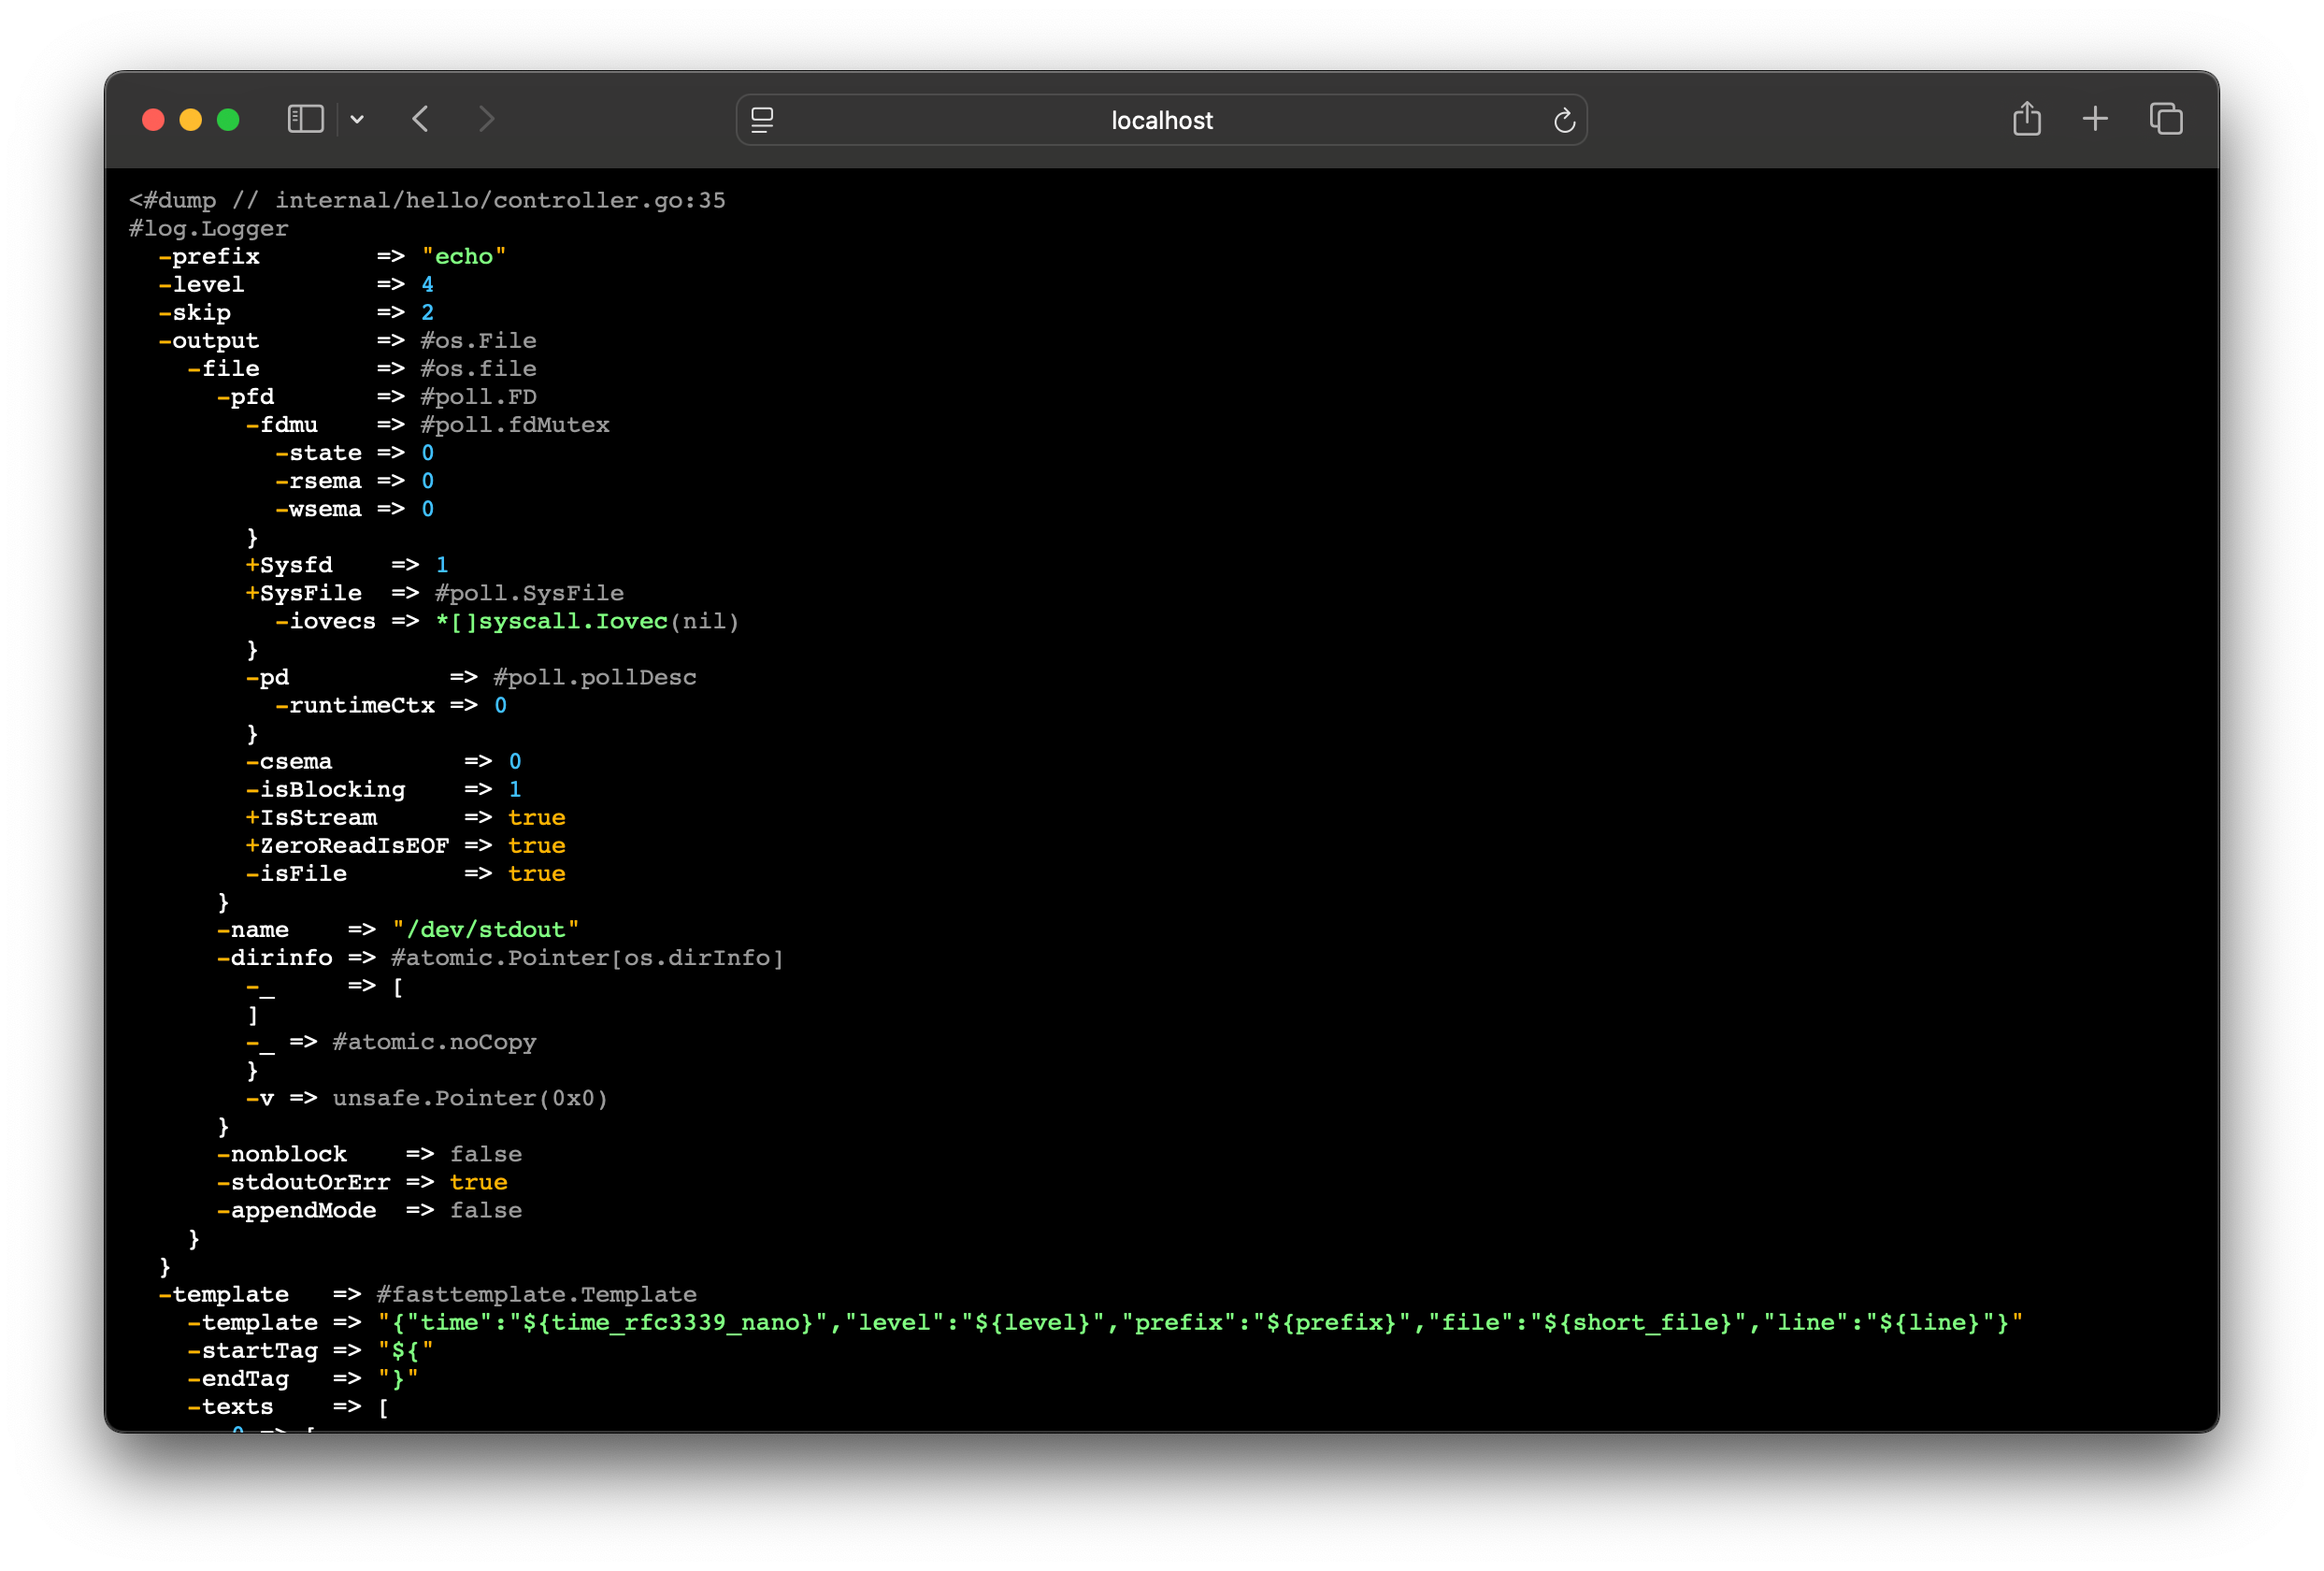 localhost
<#dump // internal/hello/controller.go:35
#log.Logger
  -prefix        => "echo"
  -level         => 4
  -skip          => 2
  -output        => #os.File
    -file        => #os.file
      -pfd       => #poll.FD
        -fdmu    => #poll.fdMutex
          -state => 0
          -rsema => 0
          -wsema => 0
        }
        +Sysfd    => 1
        +SysFile  => #poll.SysFile
          -iovecs => *[]syscall.Iovec(nil)
        }
        -pd           => #poll.pollDesc
          -runtimeCtx => 0
        }
        -csema         => 0
        -isBlocking    => 1
        +IsStream      => true
        +ZeroReadIsEOF => true
        -isFile        => true
      }
      -name    => "/dev/stdout"
      -dirinfo => #atomic.Pointer[os.dirInfo]
        -_     => [
        ]
        -_ => #atomic.noCopy
        }
        -v => unsafe.Pointer(0x0)
      }
      -nonblock    => false
      -stdoutOrErr => true
      -appendMode  => false
    }
  }
  -template   => #fasttemplate.Template
    -template => "{"time":"${time_rfc3339_nano}","level":"${level}","prefix":"${prefix}","file":"${short_file}","line":"${line}"}"
    -startTag => "${"
    -endTag   => "}"
    -texts    => [
       0 => [